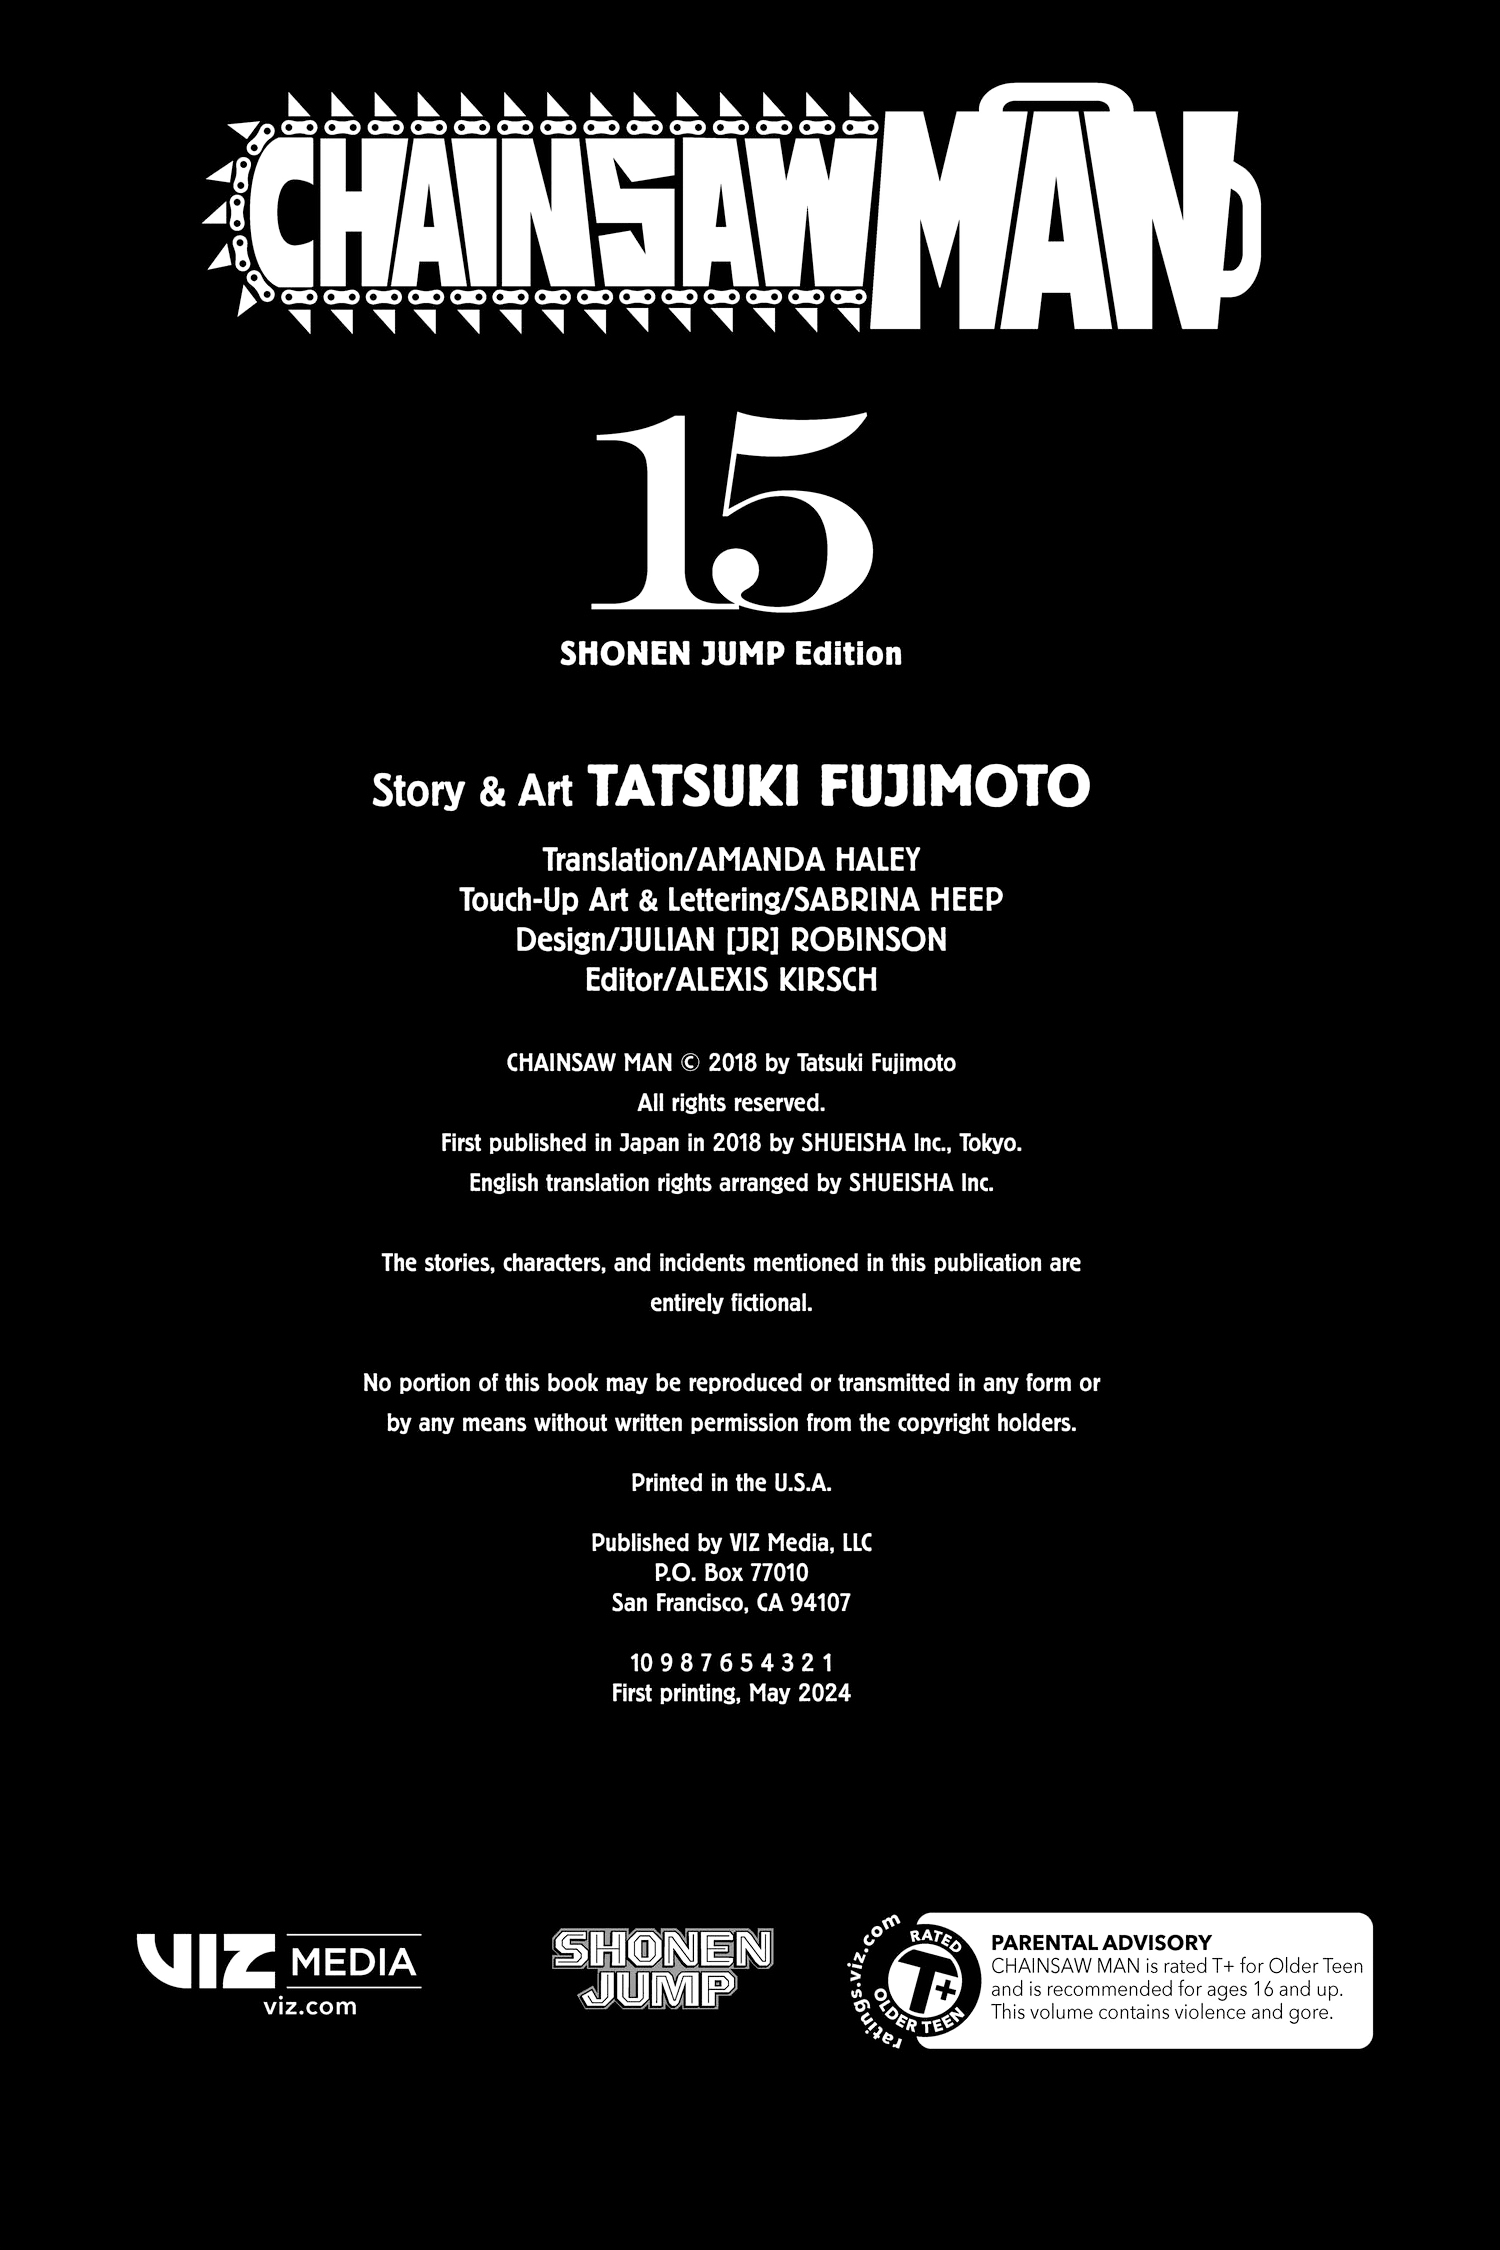 CHAINSAW MAN
15
SHONEN JUMP Edition
Story & Art TATSUKI FUJIMOTO
Translation/AMANDA HALEY
Touch-Up Art & Lettering/SABRINA HEEP
Design/JULIAN [JR] ROBINSON
Editor/ALEXIS KIRSCH
CHAINSAW MAN © 2018 by Tatsuki Fujimoto
All rights reserved.
First published in Japan in 2018 by SHUEISHA Inc., Tokyo.
English translation rights arranged by SHUEISHA Inc.
The stories, characters, and incidents mentioned in this publication are
entirely fictional.
No portion of this book may be reproduced or transmitted in any form or
by any means without written permission from the copyright holders.
Printed in the U.S.A.
Published by VIZ Media, LLC
P.O. Box 77010
San Francisco, CA 94107
10 9 8 7 6 5 4 3 2 1
First printing, May 2024
VIZ MEDIA
viz.com
SHONEN
JUMP
ratings.viz.com
RATED
T+
OLDER TEEN
PARENTAL ADVISORY
CHAINSAW MAN is rated T+ for Older Teen
and is recommended for ages 16 and up.
This volume contains violence and gore.